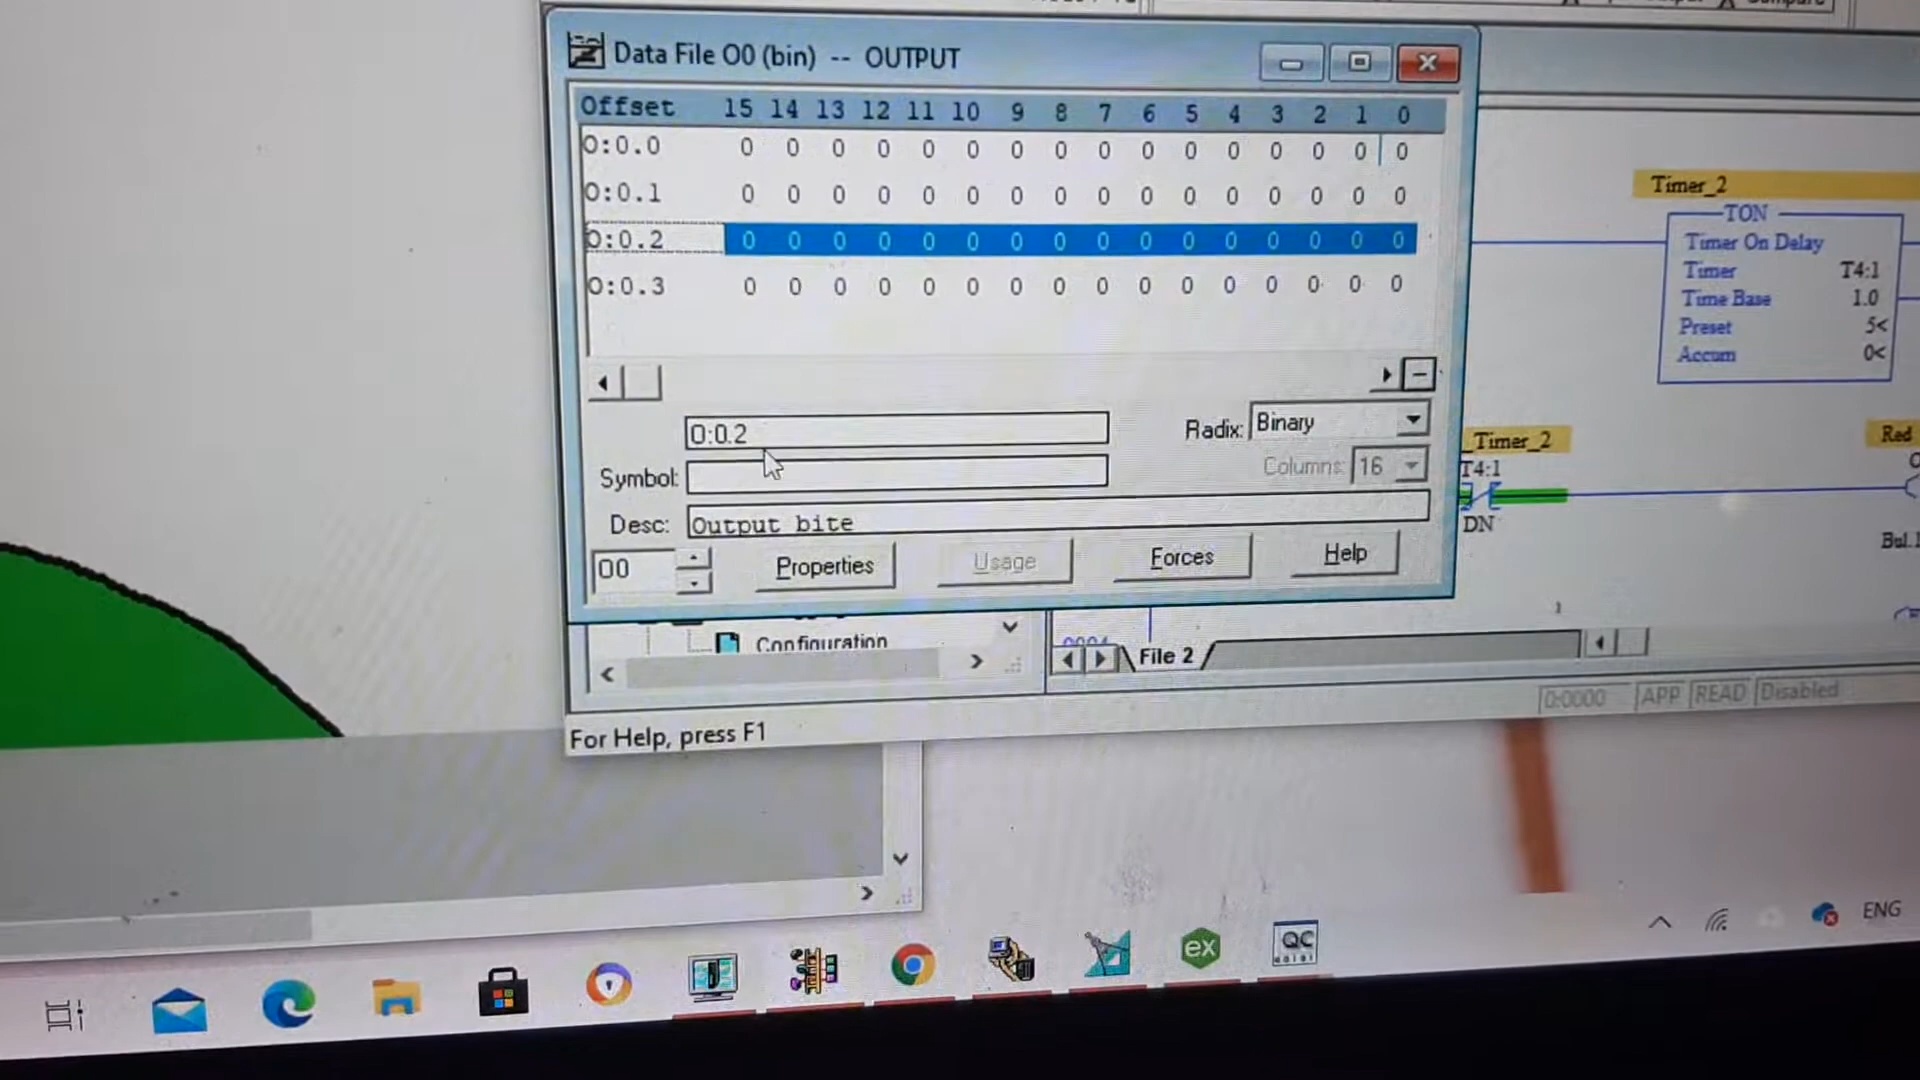 Data File O0 (bin) -- OUTPUT
Offset 15 14 13 12 11 10 9 8 7 6 5 4 3 2 1 0
O:0.0 0 0 0 0 0 0 0 0 0 0 0 0 0 0 0 0
O:0.1 0 0 0 0 0 0 0 0 0 0 0 0 0 0 0 0
O:0.2 0 0 0 0 0 0 0 0 0 0 0 0 0 0 0 0
O:0.3 0 0 0 0 0 0 0 0 0 0 0 0 0 0 0 0
O:0.2
Radix: Binary
Symbol:
Columns: 16
Desc: Output bite
O0
Properties
Usage
Forces
Help
Timer_2
TON
Timer On Delay
Timer T4:1
Time Base 1.0
Preset 5<
Accum 0<
Timer_2
T4:1
DN
Red
Bul.1
Configuration
File 2
0:0000 APP READ Disabled
For Help, press F1
ex
QC
ENG